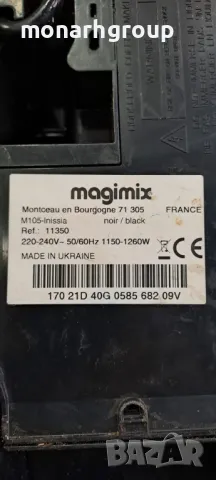 magimix
Montceau en Bourgogne 71 305 FRANCE
M105-Inissia noir / black
Ref. : 11350
220-240V~ 50/60Hz 1150-1260W
MADE IN UKRAINE
170 21D 40G 0585 682 09V
bazar